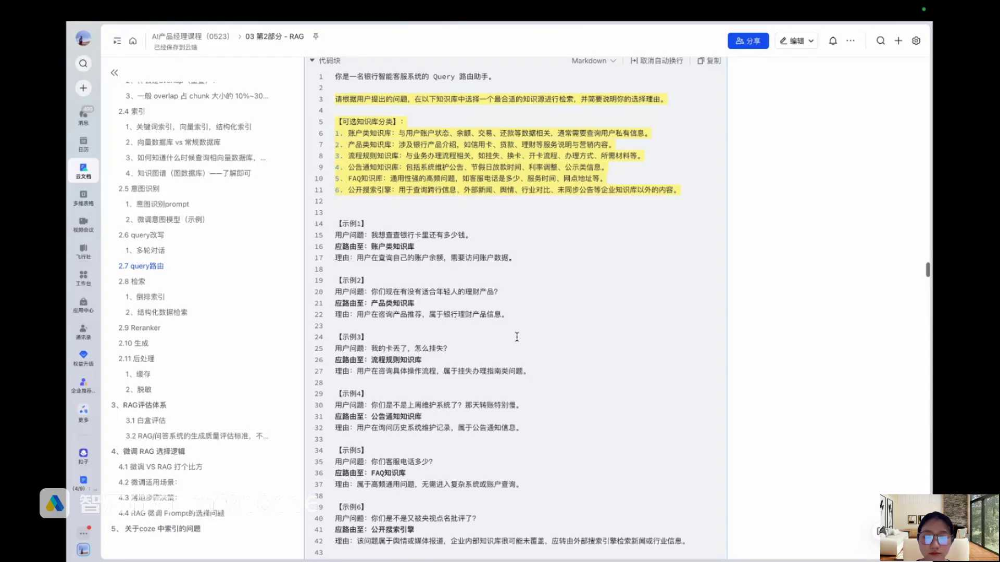 AI产品经理课程（0523） > 03 第2部分 - RAG
已经保存到云端
分享
编辑
消息
日历
云文档
多维表格
视频会议
飞行社
工作台
应用中心
通讯录
权益升级
企业推荐..
更多
扣子
(4/9) : ..
3、一般 overlap 占 chunk 大小的 10%~30...
2.4 索引
1、关键词索引，向量索引，结构化索引
2、向量数据库 vs 常规数据库
3、如何知道什么时候查询相向量数据库，...
4、知识图谱（图数据库）——了解即可
2.5 意图识别
1、意图识别prompt
2、微调意图模型（示例）
2.6 query改写
1、多轮对话
2.7 query路由
2.8 检索
1、倒排索引
2、结构化数据检索
2.9 Reranker
2.10 生成
2.11 后处理
1、缓存
2、脱敏
3、RAG评估体系
3.1 白盒评估
3.2 RAG/问答系统的生成质量评估标准，不...
4、微调 RAG 选择逻辑
4.1 微调 VS RAG 打个比方
4.2 微调适用场景：
4.4 RAG 微调 Prompt的选择问题
5、 关于coze 中索引的问题
代码块
Markdown
取消自动换行
复制
1 你是一名银行智能客服系统的 Query 路由助手。
2
3 请根据用户提出的问题，在以下知识库中选择一个最合适的知识源进行检索，并简要说明你的选择理由。
4
5 【可选知识库分类】：
6 1. 账户类知识库：与用户账户状态、余额、交易、还款等数据相关，通常需要查询用户私有信息。
7 2. 产品类知识库：涉及银行产品介绍，如信用卡、贷款、理财等服务说明与营销内容。
8 3. 流程规则知识库：与业务办理流程相关，如挂失、换卡、开卡流程、办理方式、所需材料等。
9 4. 公告通知知识库：包括系统维护公告、节假日放款时间、利率调整、公示类信息。
10 5. FAQ知识库：通用性强的高频问题，如客服电话是多少、服务时间、网点地址等。
11 6. 公开搜索引擎：用于查询跨行信息、外部新闻、舆情、行业对比、未同步公告等企业知识库以外的内容。
12
13
14 【示例1】
15 用户问题：我想查查银行卡里还有多少钱。
16 应路由至：账户类知识库
17 理由：用户在查询自己的账户余额，需要访问账户数据。
18
19 【示例2】
20 用户问题：你们现在有没有适合年轻人的理财产品？
21 应路由至：产品类知识库
22 理由：用户在咨询产品推荐，属于银行理财产品信息。
23
24 【示例3】
25 用户问题：我的卡丢了，怎么挂失？
26 应路由至：流程规则知识库
27 理由：用户在咨询具体操作流程，属于挂失办理指南类问题。
28
29 【示例4】
30 用户问题：你们是不是上周维护系统了？那天转账特别慢。
31 应路由至：公告通知知识库
32 理由：用户在询问历史系统维护记录，属于公告通知信息。
33
34 【示例5】
35 用户问题：你们客服电话多少？
36 应路由至：FAQ知识库
37 理由：属于高频通用问题，无需进入复杂系统或账户查询。
38
39 【示例6】
40 用户问题：你们是不是又被央视点名批评了？
41 应路由至：公开搜索引擎
42 理由：该问题属于舆情或媒体报道，企业内部知识库很可能未覆盖，应转由外部搜索引擎检索新闻或行业信息。
43